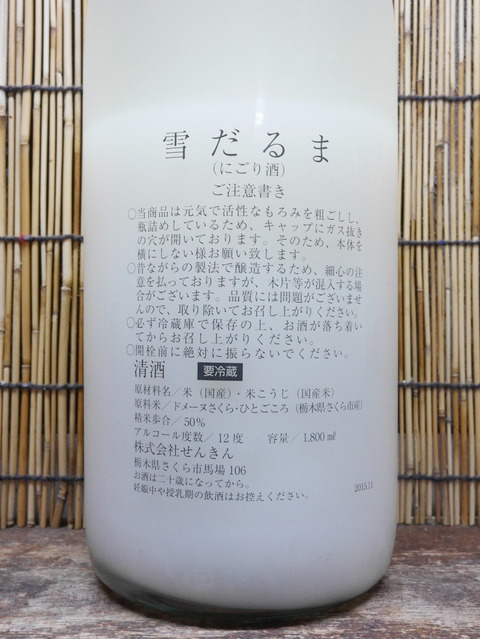 雪だるま
(にごり酒)
ご注意書き
○当商品は元気で活性なもろみを粗ごしし、
瓶詰めしているため、キャップにガス抜き
の穴が開いております。そのため、本体を
横にしない様お願い致します。
○昔ながらの製法で醸造するため、細心の注
意を払っておりますが、木片等が混入する場
合がございます。品質には問題がございませ
んので、取り除いてお召し上がりください。
○必ず冷蔵庫で保存の上、お酒が落ち着い
てからお召し上がりください。
○開栓前に絶対に振らないでください。
清酒 要冷蔵
原材料名／米（国産）・米こうじ（国産米）
原料米／ドメーヌさくら・ひとごこち（栃木県さくら市産）
精米歩合／50%
アルコール度数／12度 容量／1,800㎖
株式会社せんきん
栃木県さくら市馬場106
お酒は二十歳になってから。
妊娠中や授乳期の飲酒はお控えください。
2015.11